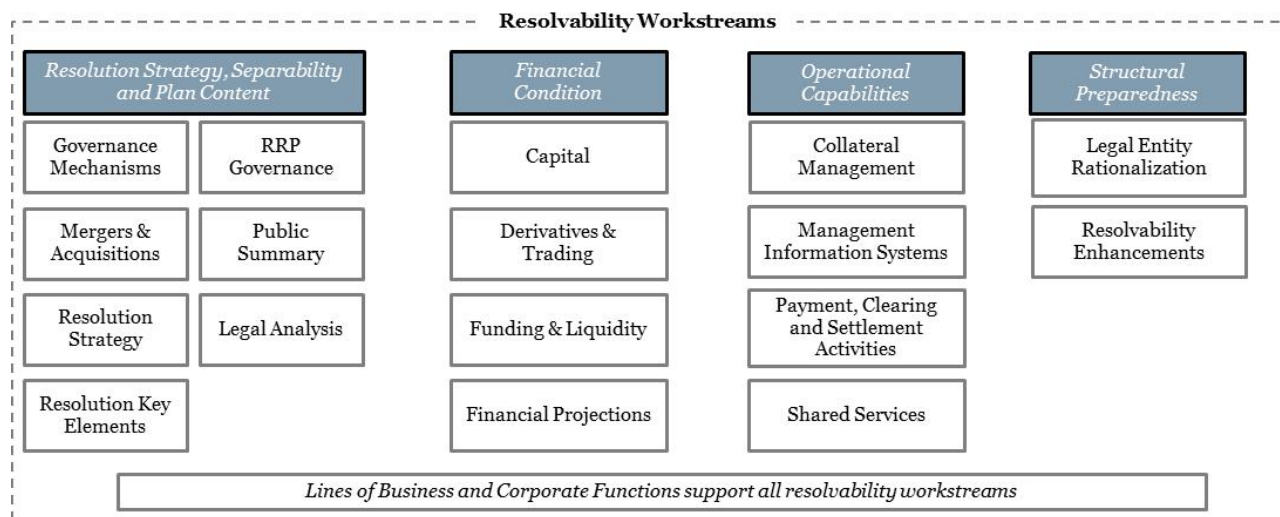 Resolvability Workstreams
Resolution Strategy, Separability
and Plan Content
Governance
Mechanisms
RRP
Governance
Mergers &
Acquisitions
Public
Summary
Resolution
Strategy
Legal Analysis
Resolution Key
Elements
Financial
Condition
Capital
Derivatives &
Trading
Funding & Liquidity
Financial Projections
Operational
Capabilities
Collateral
Management
Management
Information Systems
Payment, Clearing
and Settlement
Activities
Shared Services
Structural
Preparedness
Legal Entity
Rationalization
Resolvability
Enhancements
Lines of Business and Corporate Functions support all resolvability workstreams